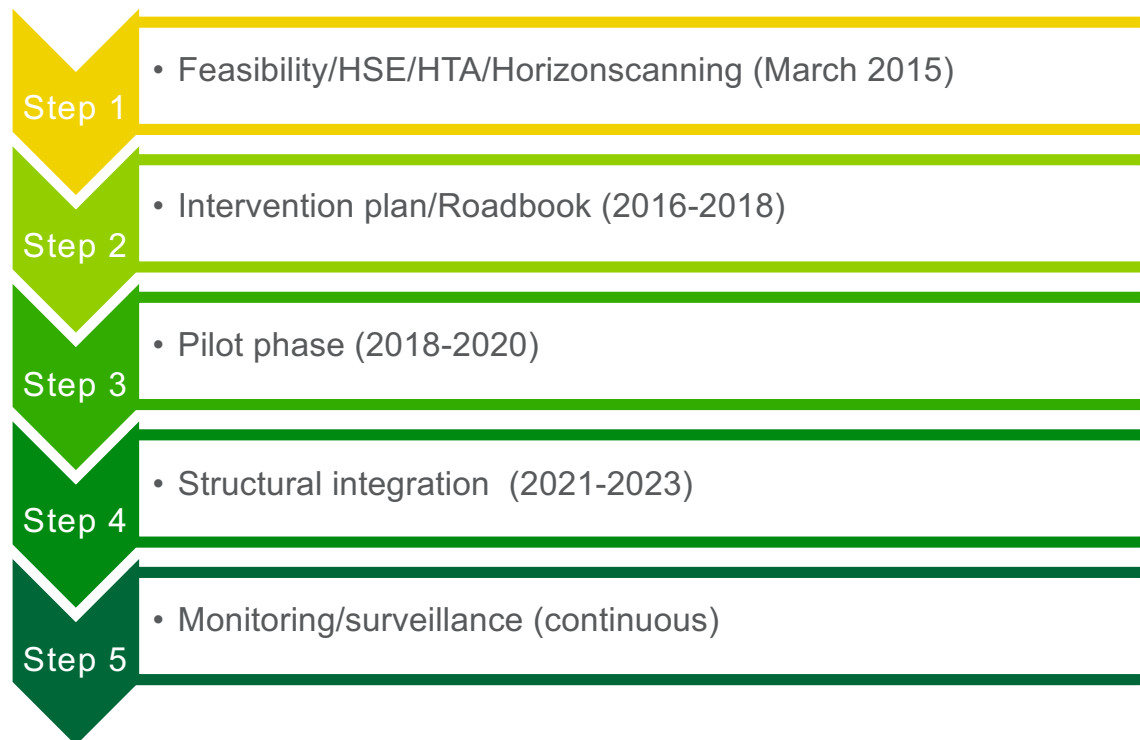 Step 1
• Feasibility/HSE/HTA/Horizonscanning (March 2015)
Step 2
• Intervention plan/Roadbook (2016-2018)
Step 3
• Pilot phase (2018-2020)
Step 4
• Structural integration  (2021-2023)
Step 5
• Monitoring/surveillance (continuous)